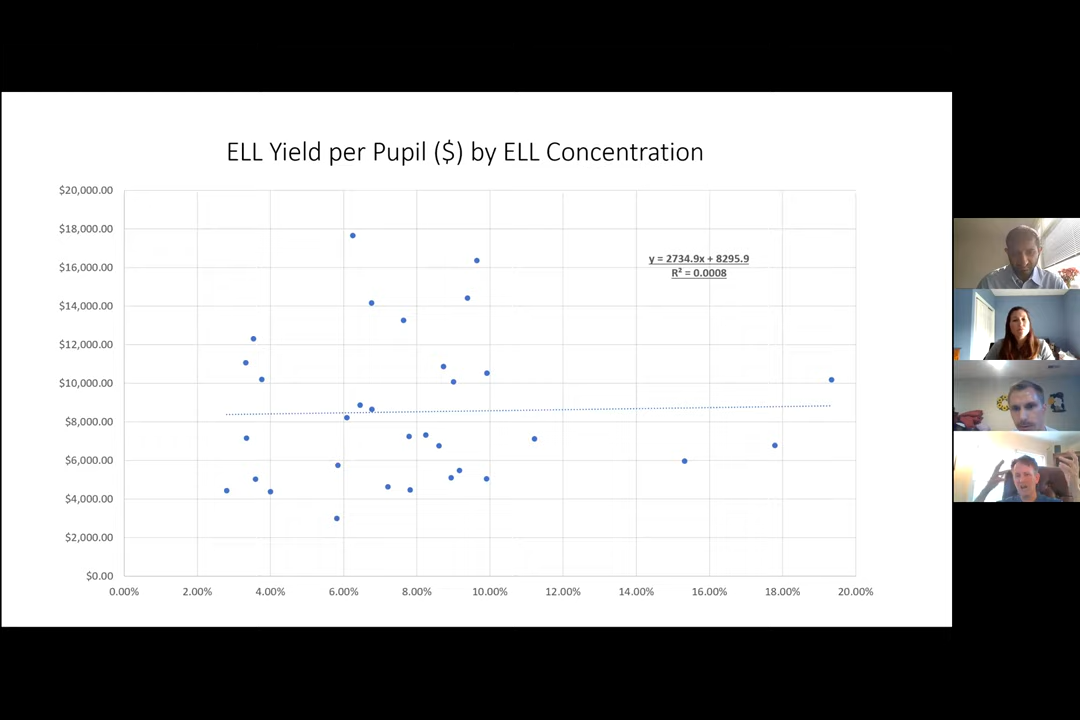 ELL Yield per Pupil ($) by ELL Concentration
$20,000.00
$18,000.00
$16,000.00
$14,000.00
$12,000.00
$10,000.00
$8,000.00
$6,000.00
$4,000.00
$2,000.00
$0.00
y = 2734.9x + 8295.9
R² = 0.0008
0.00% 2.00% 4.00% 6.00% 8.00% 10.00% 12.00% 14.00% 16.00% 18.00% 20.00%